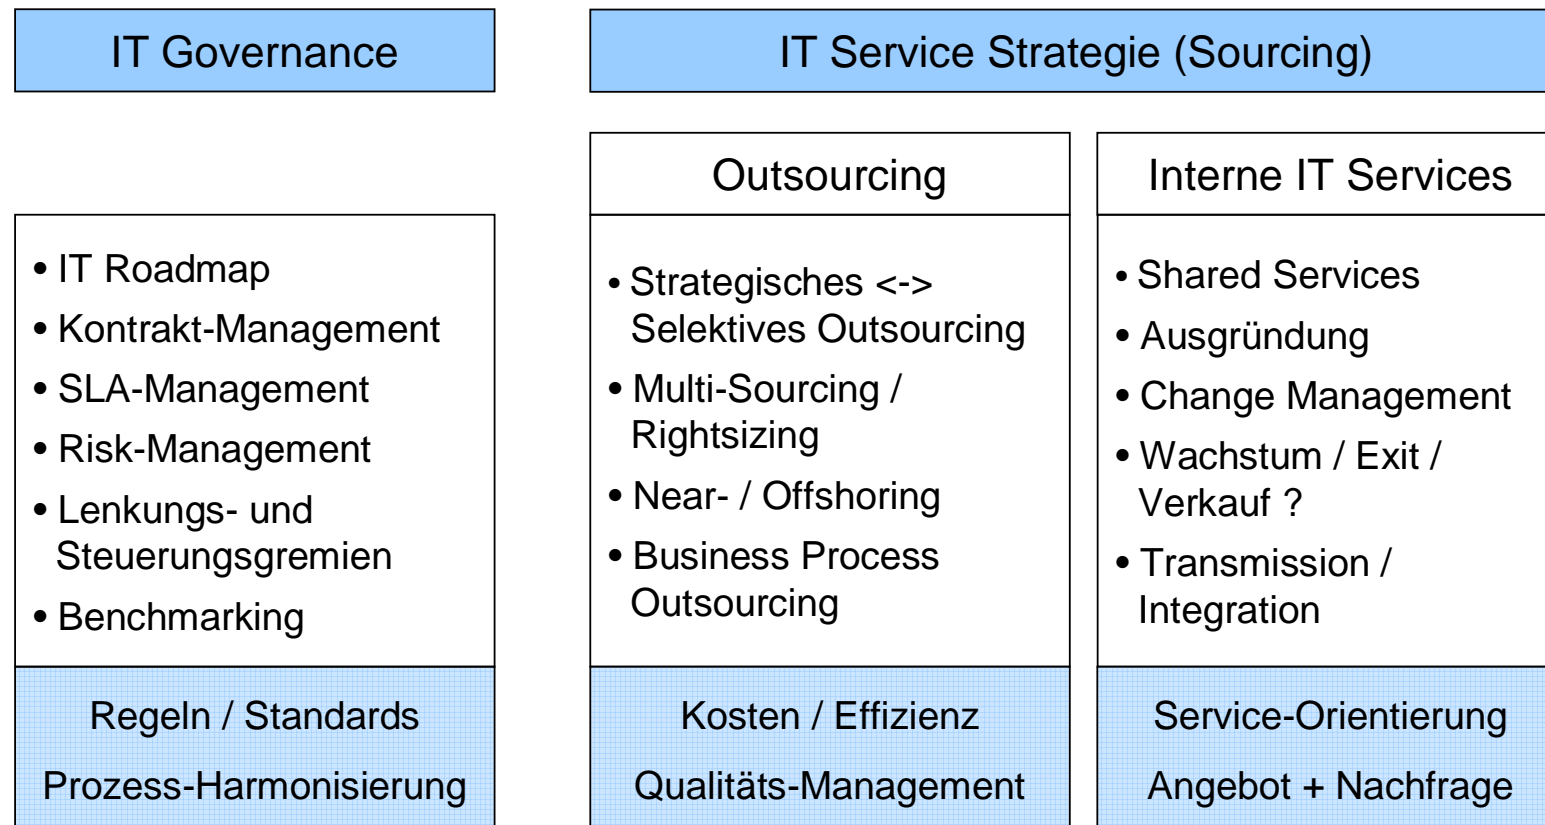 IT Governance
IT Service Strategie (Sourcing)
• IT Roadmap
• Kontrakt-Management
• SLA-Management
• Risk-Management
• Lenkungs- und
Steuerungsgremien
• Benchmarking
Regeln / Standards
Prozess-Harmonisierung
Outsourcing
• Strategisches <->
Selektives Outsourcing
• Multi-Sourcing /
Rightsizing
• Near- / Offshoring
• Business Process
Outsourcing
Kosten / Effizienz
Qualitäts-Management
Interne IT Services
• Shared Services
• Ausgründung
• Change Management
• Wachstum / Exit /
Verkauf ?
• Transmission /
Integration
Service-Orientierung
Angebot + Nachfrage